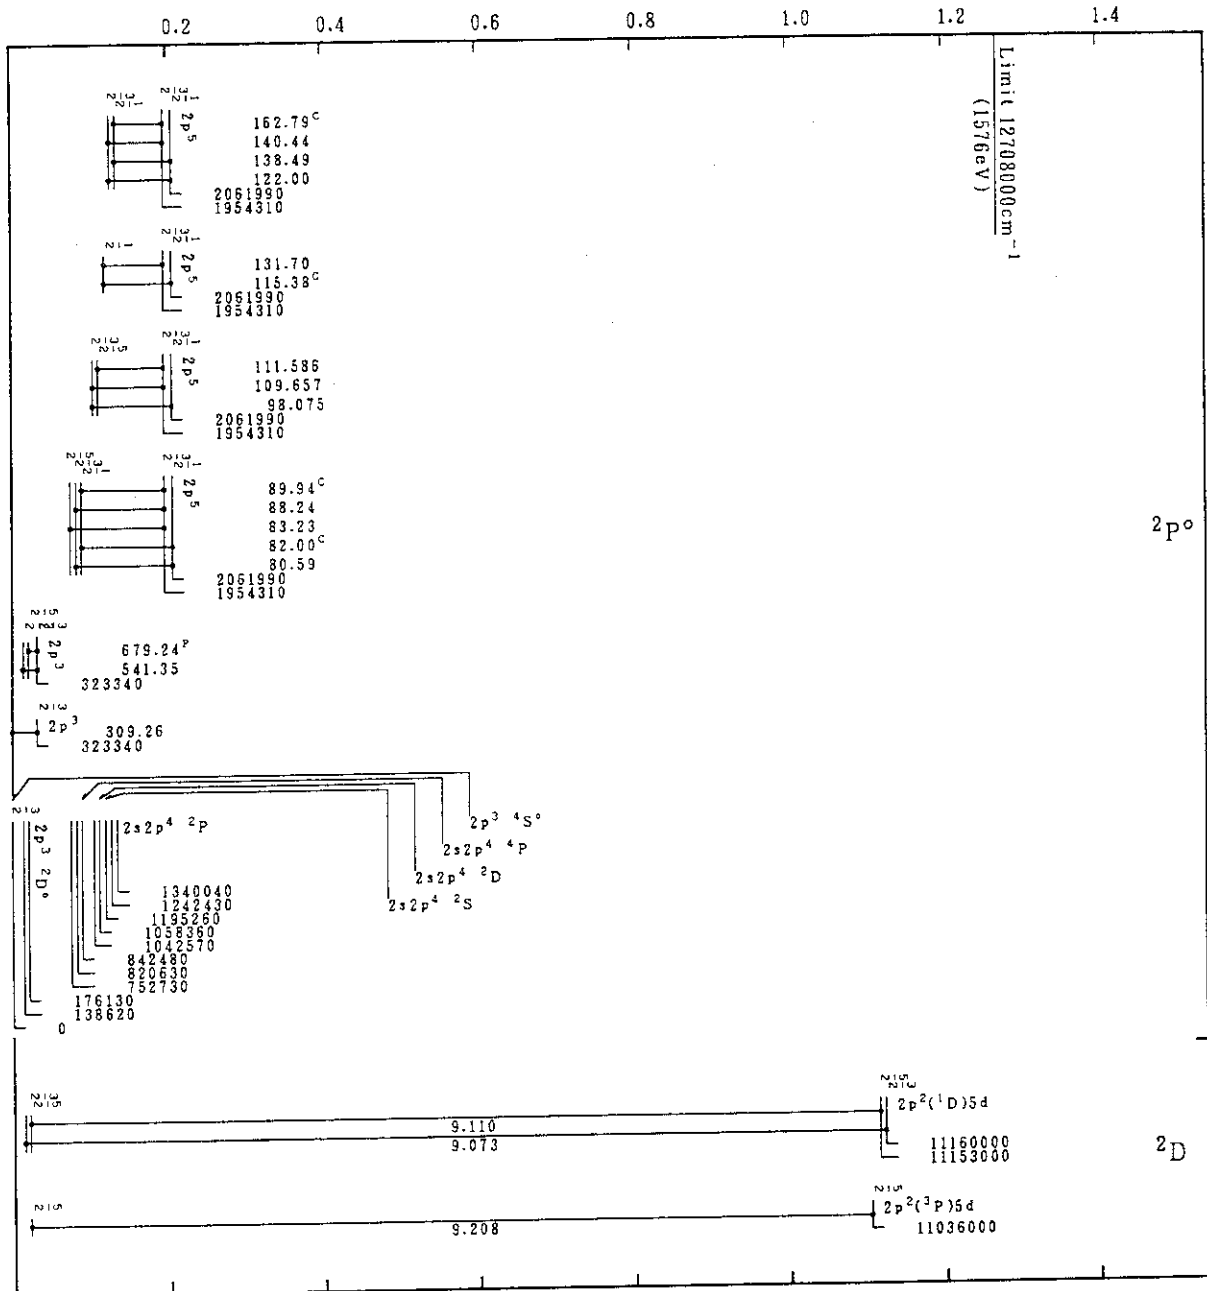 0.2 0.4 0.6 0.8 1.0 1.2 1.4
Limit 12708000cm⁻¹
(1576eV)
2p⁵
162.79ᶜ
140.44
138.49
122.00
2061990
1954310
2p⁵
131.70
115.38ᶜ
2061990
1954310
2p⁵
111.586
109.657
98.075
2061990
1954310
2p⁵
89.94ᶜ
88.24
83.23
82.00ᶜ
80.59
2061990
1954310
²P°
2p³
679.24ᴾ
541.35
323340
2p³
309.26
323340
2p³ ⁴S°
2s2p⁴ ⁴P
2s2p⁴ ²D
2s2p⁴ ²S
2s2p⁴ ²P
2p³ ²D°
1340040
1242430
1195260
1058360
1042570
842480
820630
752730
176130
138620
0
2p²(¹D)5d
9.110
9.073
11160000
11153000
²D
2p²(³P)5d
9.208
11036000